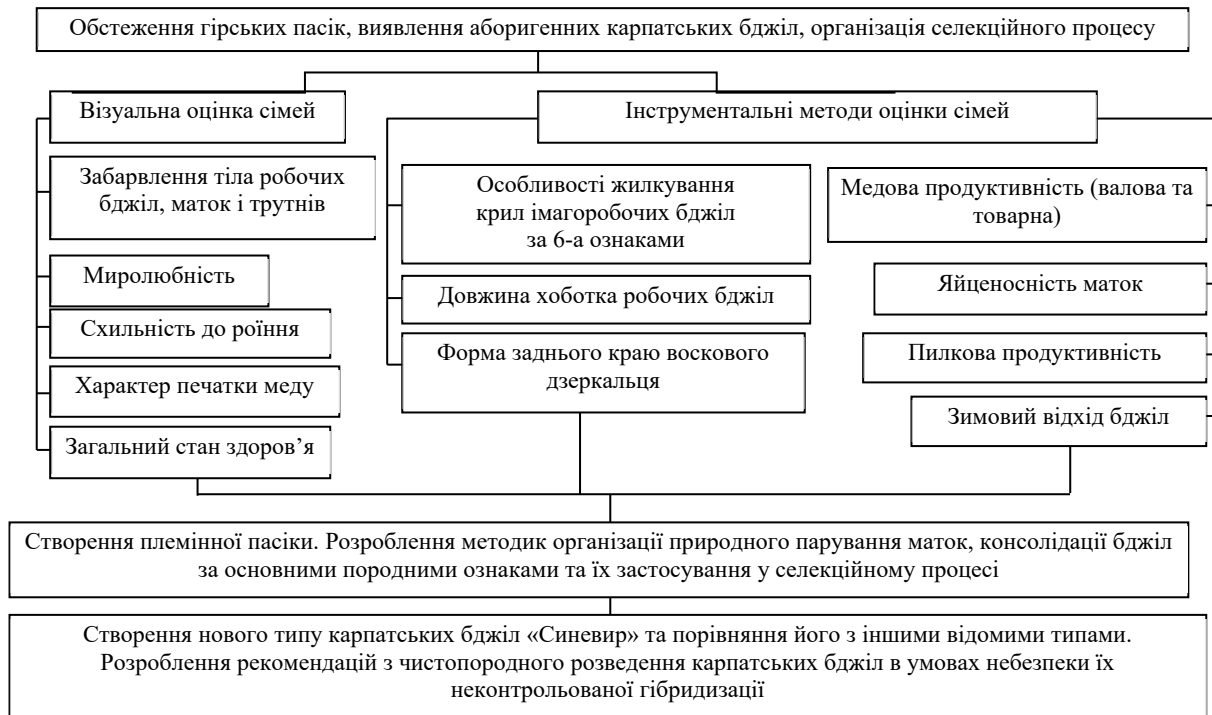 Обстеження гірських пасік, виявлення аборигенних карпатських бджіл, організація селекційного процесу
Візуальна оцінка сімей
Забарвлення тіла робочих
бджіл, маток і трутнів
Миролюбність
Схильність до роїння
Характер печатки меду
Загальний стан здоров’я
Інструментальні методи оцінки сімей
Особливості жилкування
крил імагоробочих бджіл
за 6-а ознаками
Довжина хоботка робочих бджіл
Форма заднього краю воскового
дзеркальця
Медова продуктивність (валова та
товарна)
Яйценосність маток
Пилкова продуктивність
Зимовий відхід бджіл
Створення племінної пасіки. Розроблення методик організації природного парування маток, консолідації бджіл
за основними породними ознаками та їх застосування у селекційному процесі
Створення нового типу карпатських бджіл «Синевир» та порівняння його з іншими відомими типами.
Розроблення рекомендацій з чистопородного розведення карпатських бджіл в умовах небезпеки їх
неконтрольованої гібридизації